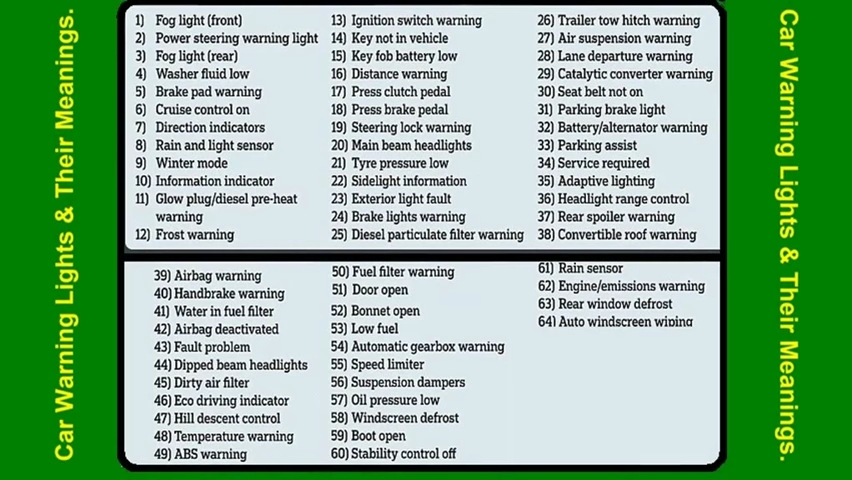 Car Warning Lights & Their Meanings.
1) Fog light (front)
2) Power steering warning light
3) Fog light (rear)
4) Washer fluid low
5) Brake pad warning
6) Cruise control on
7) Direction indicators
8) Rain and light sensor
9) Winter mode
10) Information indicator
11) Glow plug/diesel pre-heat
warning
12) Frost warning
13) Ignition switch warning
14) Key not in vehicle
15) Key fob battery low
16) Distance warning
17) Press clutch pedal
18) Press brake pedal
19) Steering lock warning
20) Main beam headlights
21) Tyre pressure low
22) Sidelight information
23) Exterior light fault
24) Brake lights warning
25) Diesel particulate filter warning
26) Trailer tow hitch warning
27) Air suspension warning
28) Lane departure warning
29) Catalytic converter warning
30) Seat belt not on
31) Parking brake light
32) Battery/alternator warning
33) Parking assist
34) Service required
35) Adaptive lighting
36) Headlight range control
37) Rear spoiler warning
38) Convertible roof warning
39) Airbag warning
40) Handbrake warning
41) Water in fuel filter
42) Airbag deactivated
43) Fault problem
44) Dipped beam headlights
45) Dirty air filter
46) Eco driving indicator
47) Hill descent control
48) Temperature warning
49) ABS warning
50) Fuel filter warning
51) Door open
52) Bonnet open
53) Low fuel
54) Automatic gearbox warning
55) Speed limiter
56) Suspension dampers
57) Oil pressure low
58) Windscreen defrost
59) Boot open
60) Stability control off
61) Rain sensor
62) Engine/emissions warning
63) Rear window defrost
64) Auto windscreen wiping
Car Warning Lights & Their Meanings.